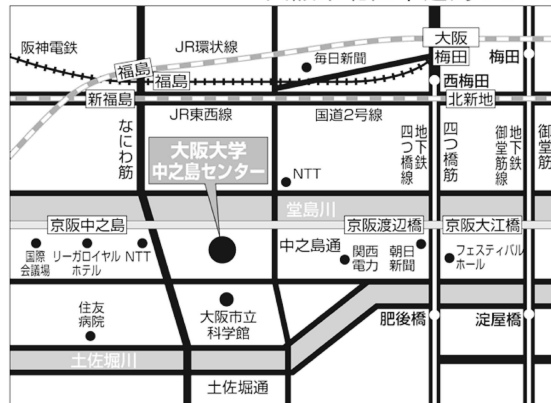 大阪
阪神電鉄
JR環状線
毎日新聞
梅田
梅田
福島
福島
西梅田
新福島
北新地
JR東西線
国道2号線
なにわ筋
地下鉄
四つ橋線
四つ橋筋
地下鉄
御堂筋線
御堂筋
大阪大学
中之島センター
NTT
堂島川
京阪中之島
京阪渡辺橋
京阪大江橋
中之島通
関西
電力
朝日
新聞
フェスティバル
ホール
国際
会議場
リーガロイヤル
ホテル
NTT
住友
病院
大阪市立
科学館
肥後橋
淀屋橋
土佐堀川
土佐堀通